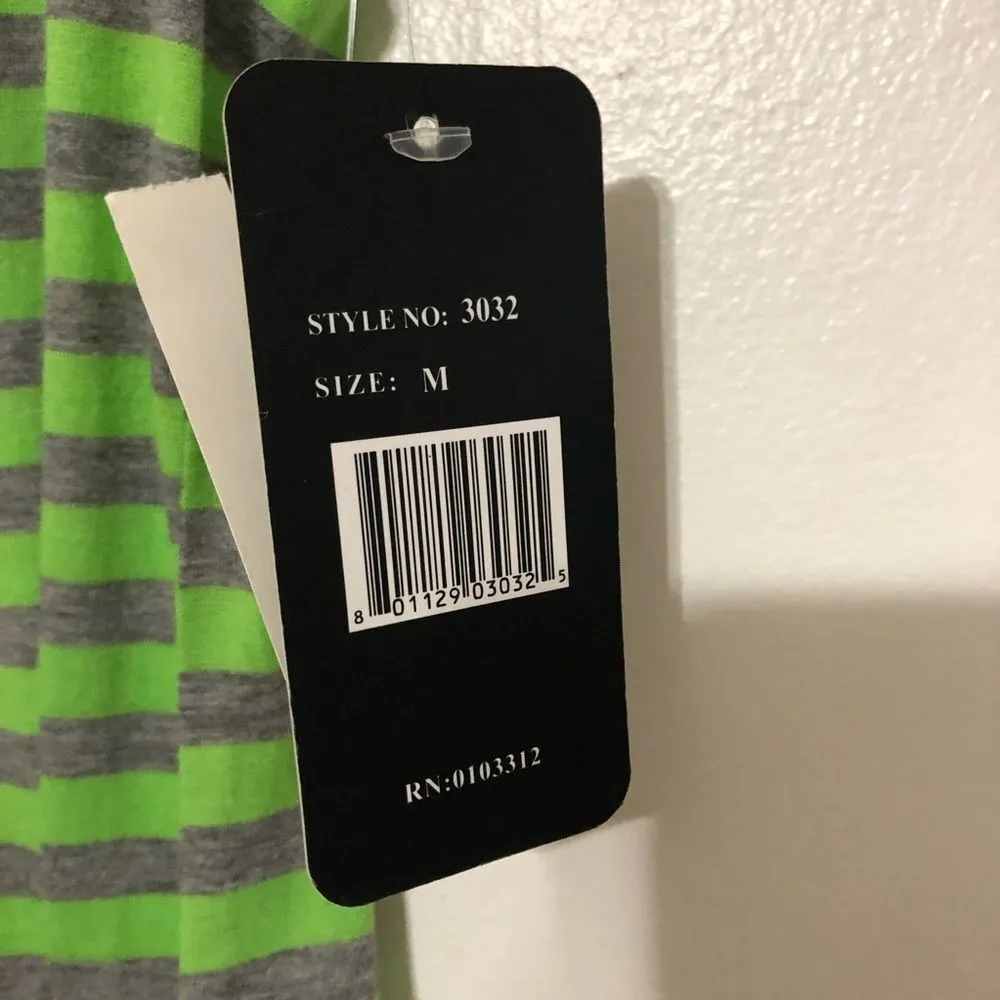 STYLE NO: 3032
SIZE: M
8 01129 03032 5
RN:0103312